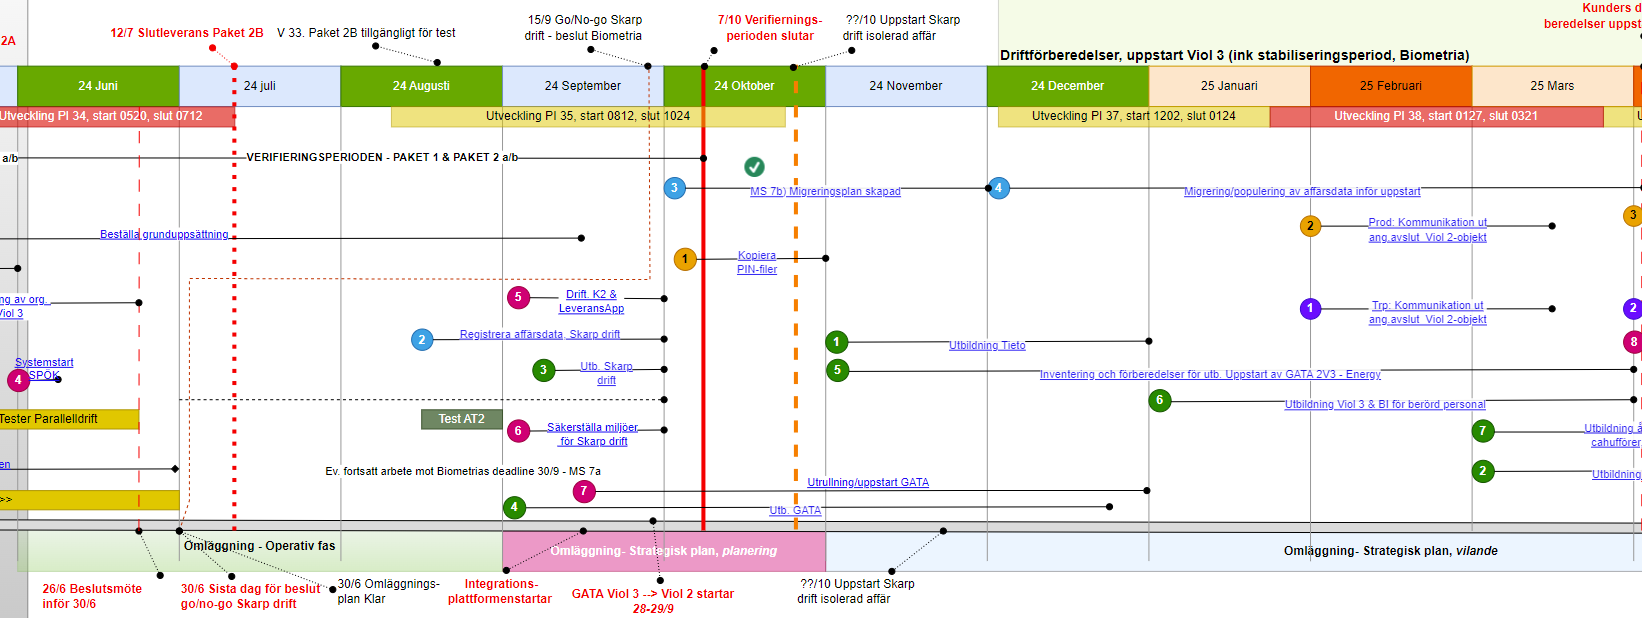 Kunders d
beredelser uppst
2A
12/7 Slutleverans Paket 2B
V 33. Paket 2B tillgängligt för test
15/9 Go/No-go Skarp
drift - beslut Biometria
7/10 Verifiernings-
perioden slutar
??/10 Uppstart Skarp
drift isolerad affär
Driftförberedelser, uppstart Viol 3 (ink stabiliseringsperiod, Biometria)
24 Juni
24 juli
24 Augusti
24 September
24 Oktober
24 November
24 December
25 Januari
25 Februari
25 Mars
Utveckling PI 34, start 0520, slut 0712
Utveckling PI 35, start 0812, slut 1024
Utveckling PI 37, start 1202, slut 0124
Utveckling PI 38, start 0127, slut 0321
U
a/b
VERIFIERINGSPERIODEN - PAKET 1 & PAKET 2 a/b
3
MS 7b) Migreringsplan skapad
4
Migrering/populering av affärsdata inför uppstart
2
Prod: Kommunikation ut
ang.avslut Viol 2-objekt
3
Beställa grunduppsättning
1
Kopiera
PIN-filer
ng av org.
Viol 3
5
Drift. K2 &
LeveransApp
1
Trp: Kommunikation ut
ang.avslut Viol 2-objekt
2
2
Registrera affärsdata, Skarp drift
1
Utbildning Tieto
8
Systemstart
SPÖK
4
3
Utb. Skarp
drift
5
Inventering och förberedelser för utb. Uppstart av GATA 2V3 - Energy
6
Utbildning Viol 3 & BI för berörd personal
Tester Parallelldrift
Test AT2
6
Säkerställa miljöer
för Skarp drift
7
Utbildning å
cahufförer,
en
Ev. fortsatt arbete mot Biometrias deadline 30/9 - MS 7a
2
Utbildning,
7
Utrullning/uppstart GATA
>>
4
Utb. GATA
Omläggning - Operativ fas
Omläggning- Strategisk plan, planering
Omläggning- Strategisk plan, vilande
26/6 Beslutsmöte
inför 30/6
30/6 Sista dag för beslut
go/no-go Skarp drift
30/6 Omläggnings-
plan Klar
Integrations-
plattformenstartar
GATA Viol 3 --> Viol 2 startar
28-29/9
??/10 Uppstart Skarp
drift isolerad affär